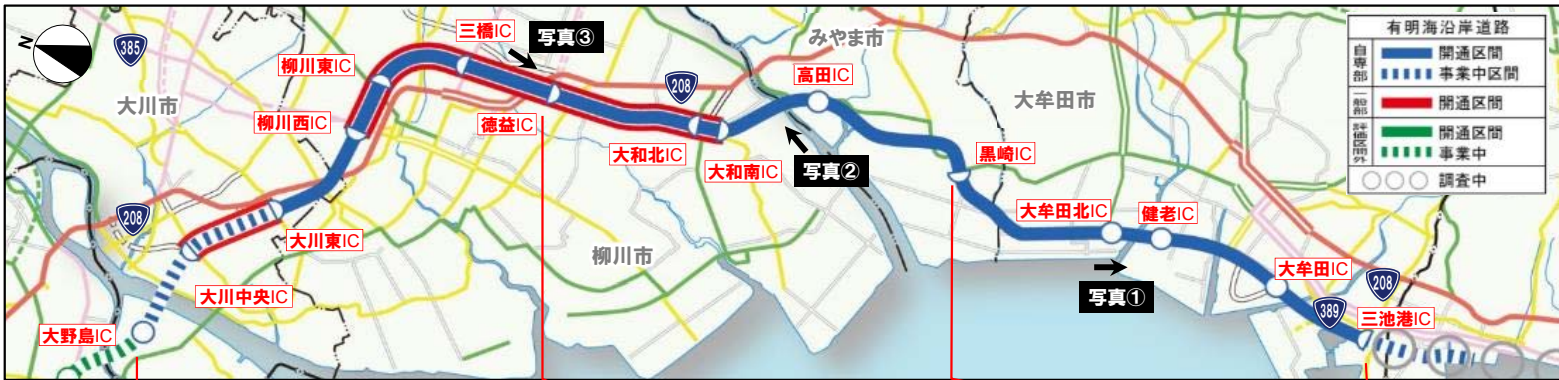 N
385
三橋IC
写真③
みやま市
有明海沿岸道路
自専部
開通区間
事業中区間
一般部
開通区間
評価区間外
開通区間
事業中
調査中
柳川東IC
大川市
208
高田IC
大牟田市
柳川西IC
徳益IC
大和北IC
大和南IC
写真②
黒崎IC
208
大川東IC
柳川市
大牟田北IC
健老IC
大牟田IC
208
写真①
389
三池港IC
大川中央IC
大野島IC